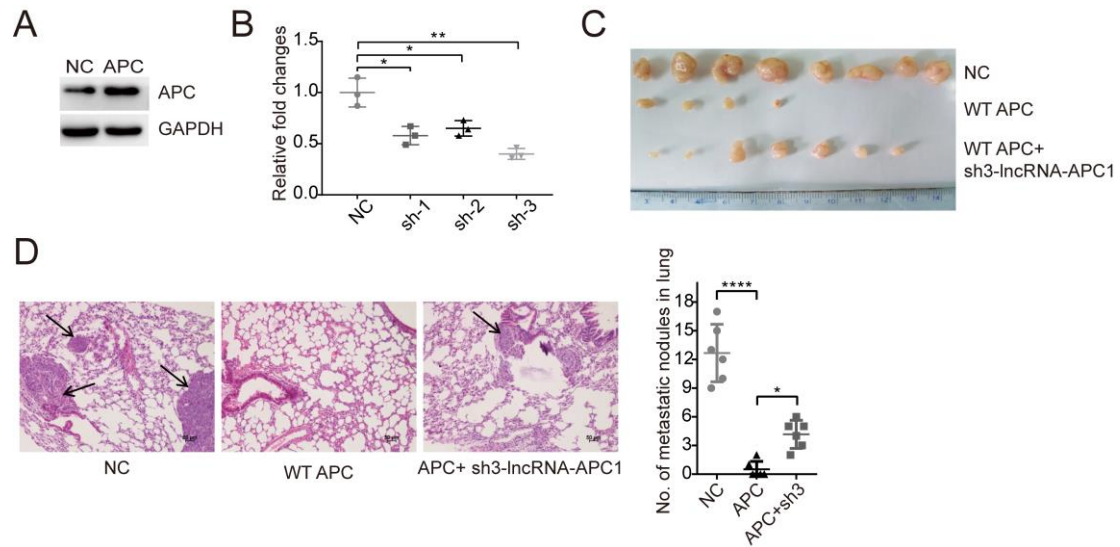 A
NC APC
APC
GAPDH
B
Relative fold changes
1.5
1.0
0.5
0.0
*
*
**
NC
sh-1
sh-2
sh-3
C
NC
WT APC
WT APC+
sh3-lncRNA-APC1
D
NC
WT APC
APC+ sh3-lncRNA-APC1
No. of metastatic nodules in lung
18
15
12
9
6
3
0
****
*
NC
APC
APC+sh3